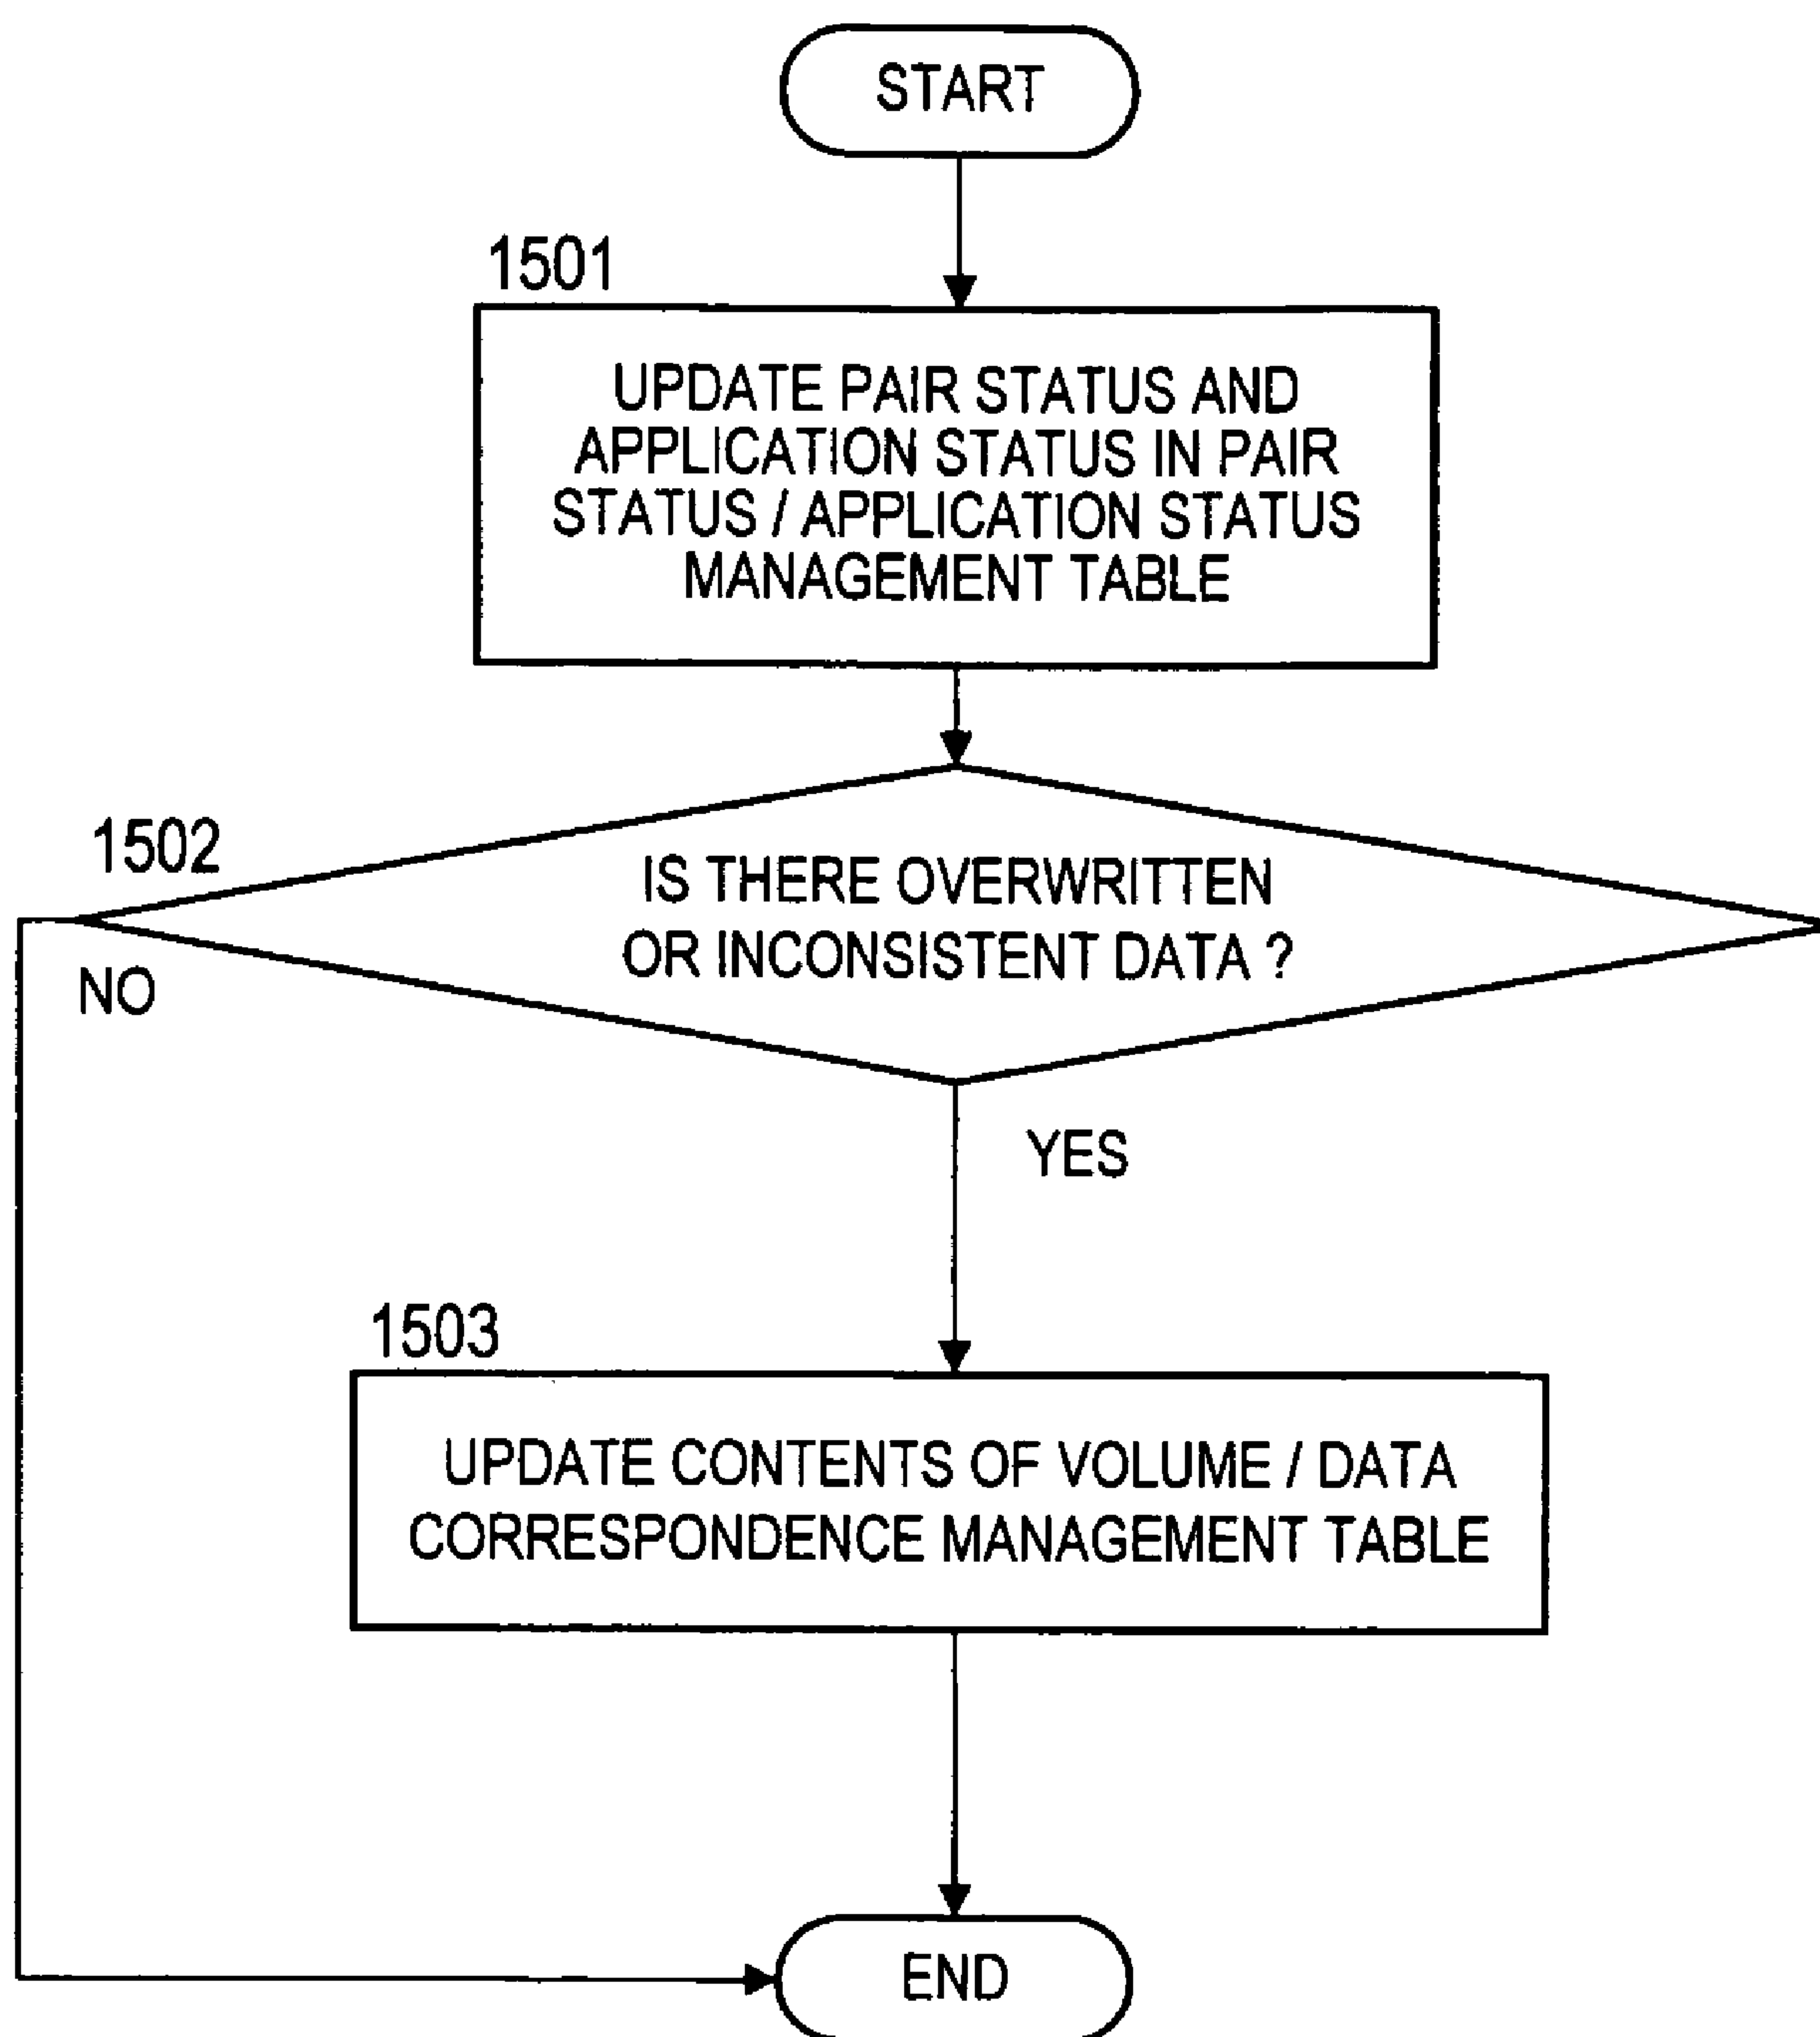 START
1501
UPDATE PAIR STATUS AND
APPLICATION STATUS IN PAIR
STATUS / APPLICATION STATUS
MANAGEMENT TABLE
1502
IS THERE OVERWRITTEN
OR INCONSISTENT DATA ?
NO
YES
1503
UPDATE CONTENTS OF VOLUME / DATA
CORRESPONDENCE MANAGEMENT TABLE
END